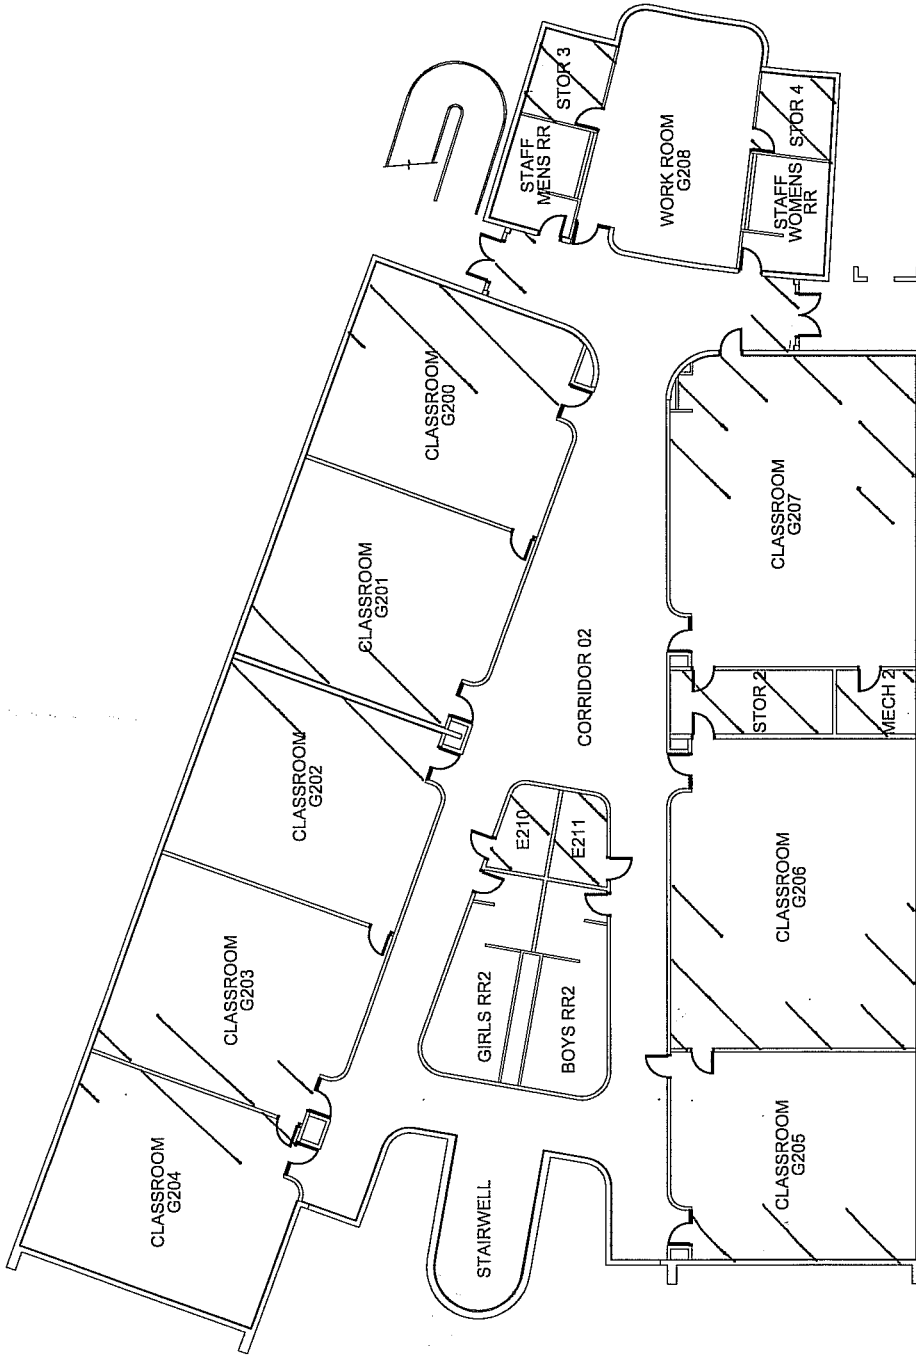 STOR 3
STAFF
MENS RR
WORK ROOM
G208
STOR 4
STAFF
WOMENS
RR
CLASSROOM
G200
CLASSROOM
G201
CLASSROOM
G202
CLASSROOM
G203
CLASSROOM
G204
CORRIDOR 02
CLASSROOM
G207
STOR 2
MECH 2
E210
E211
CLASSROOM
G206
GIRLS RR2
BOYS RR2
CLASSROOM
G205
STAIRWELL